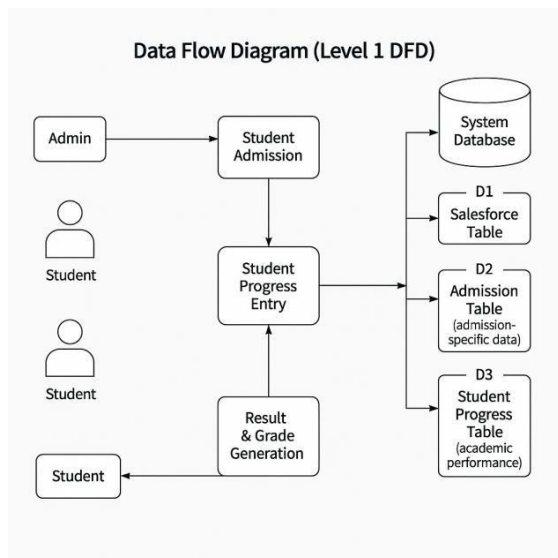 Data Flow Diagram (Level 1 DFD)
Admin
Student
Admission
System
Database
D1
Salesforce
Table
Student
Student
Progress
Entry
D2
Admission
Table
(admission-
specific data)
Student
D3
Student
Progress
Table
(academic
performance)
Result
& Grade
Generation
Student